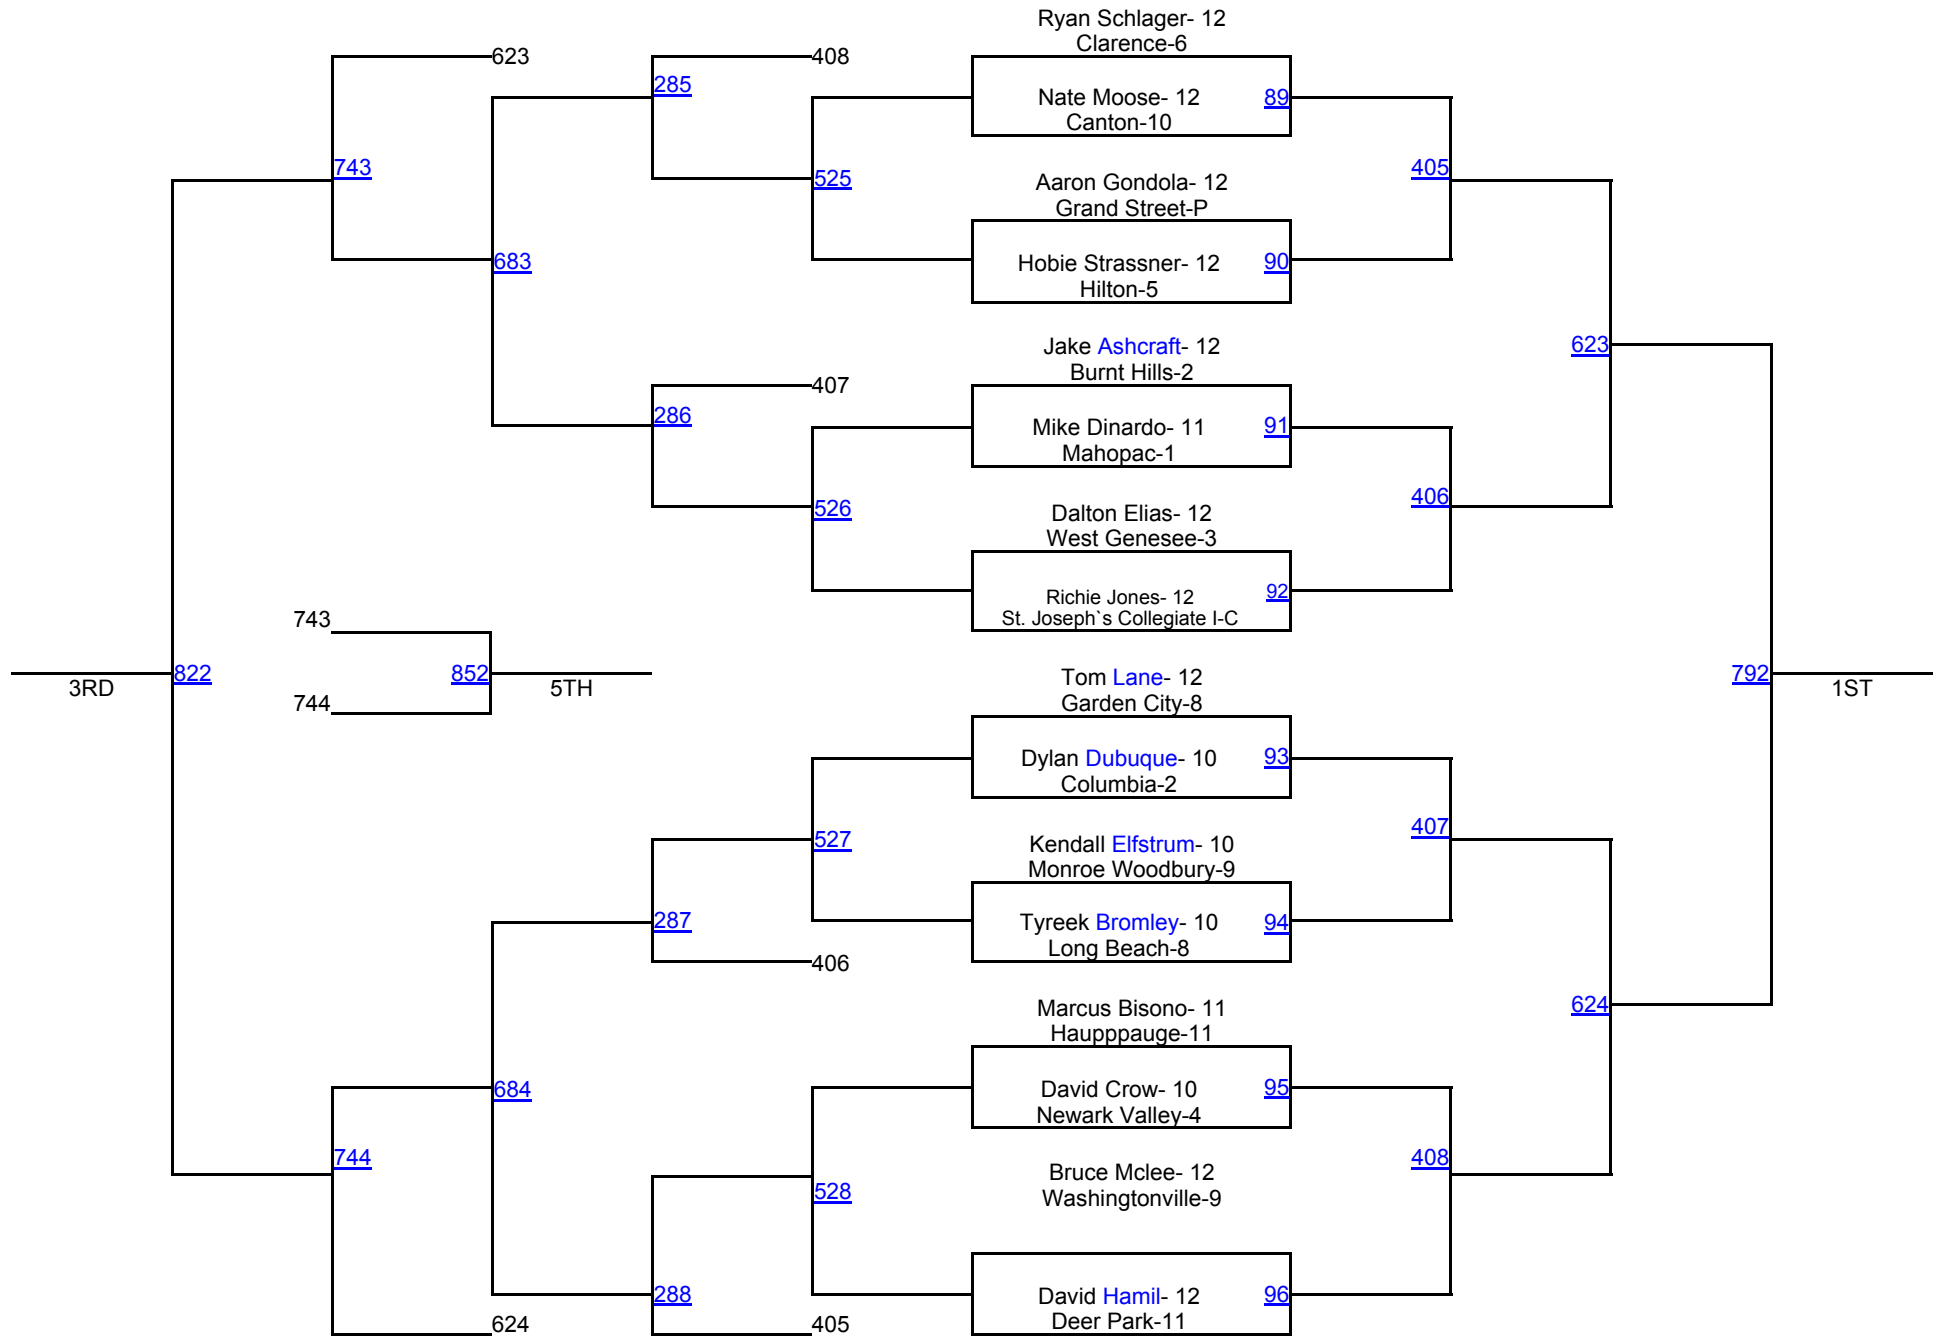 Ryan Schlager- 12
Clarence-6
623
408
285
Nate Moose- 12
89
Canton-10
743
525
405
Aaron Gondola- 12
Grand Street-P
683
Hobie Strassner- 12
90
Hilton-5
Jake Ashcraft- 12
623
Burnt Hills-2
407
286
Mike Dinardo- 11
91
Mahopac-1
526
406
Dalton Elias- 12
West Genesee-3
Richie Jones- 12
92
St. Joseph`s Collegiate I-C
743
822
852
792
3RD
5TH
1ST
744
Tom Lane- 12
Garden City-8
Dylan Dubuque- 10
93
Columbia-2
527
407
Kendall Elfstrum- 10
Monroe Woodbury-9
287
Tyreek Bromley- 10
94
Long Beach-8
406
Marcus Bisono- 11
624
Haupppauge-11
684
David Crow- 10
95
Newark Valley-4
744
408
Bruce Mclee- 12
528
Washingtonville-9
288
David Hamil- 12
96
Deer Park-11
624
405